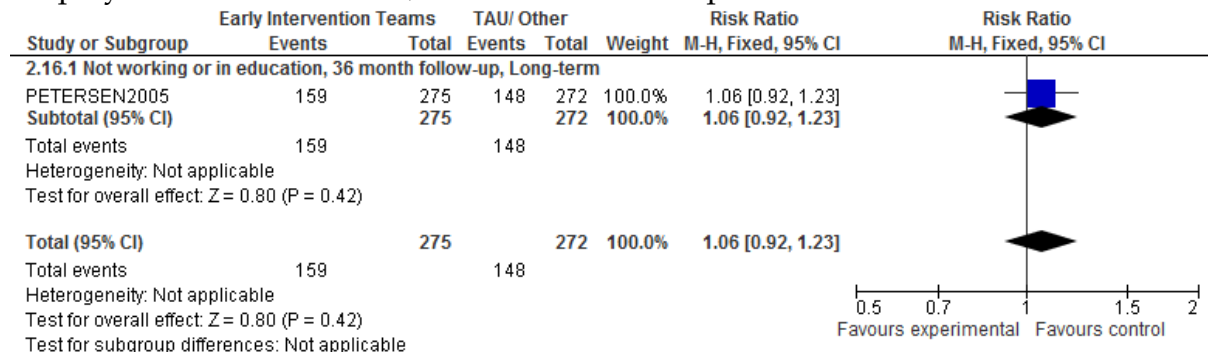 Early Intervention Teams TAU/ Other Risk Ratio Risk Ratio
Study or Subgroup Events Total Events Total Weight M-H, Fixed, 95% CI M-H, Fixed, 95% CI
2.16.1 Not working or in education, 36 month follow-up, Long-term
PETERSEN2005 159 275 148 272 100.0% 1.06 [0.92, 1.23]
Subtotal (95% CI) 275 272 100.0% 1.06 [0.92, 1.23]
Total events 159 148
Heterogeneity: Not applicable
Test for overall effect: Z = 0.80 (P = 0.42)
Total (95% CI) 275 272 100.0% 1.06 [0.92, 1.23]
Total events 159 148
Heterogeneity: Not applicable
Test for overall effect: Z = 0.80 (P = 0.42)
Test for subgroup differences: Not applicable
0.5 0.7 1 1.5 2
Favours experimental Favours control